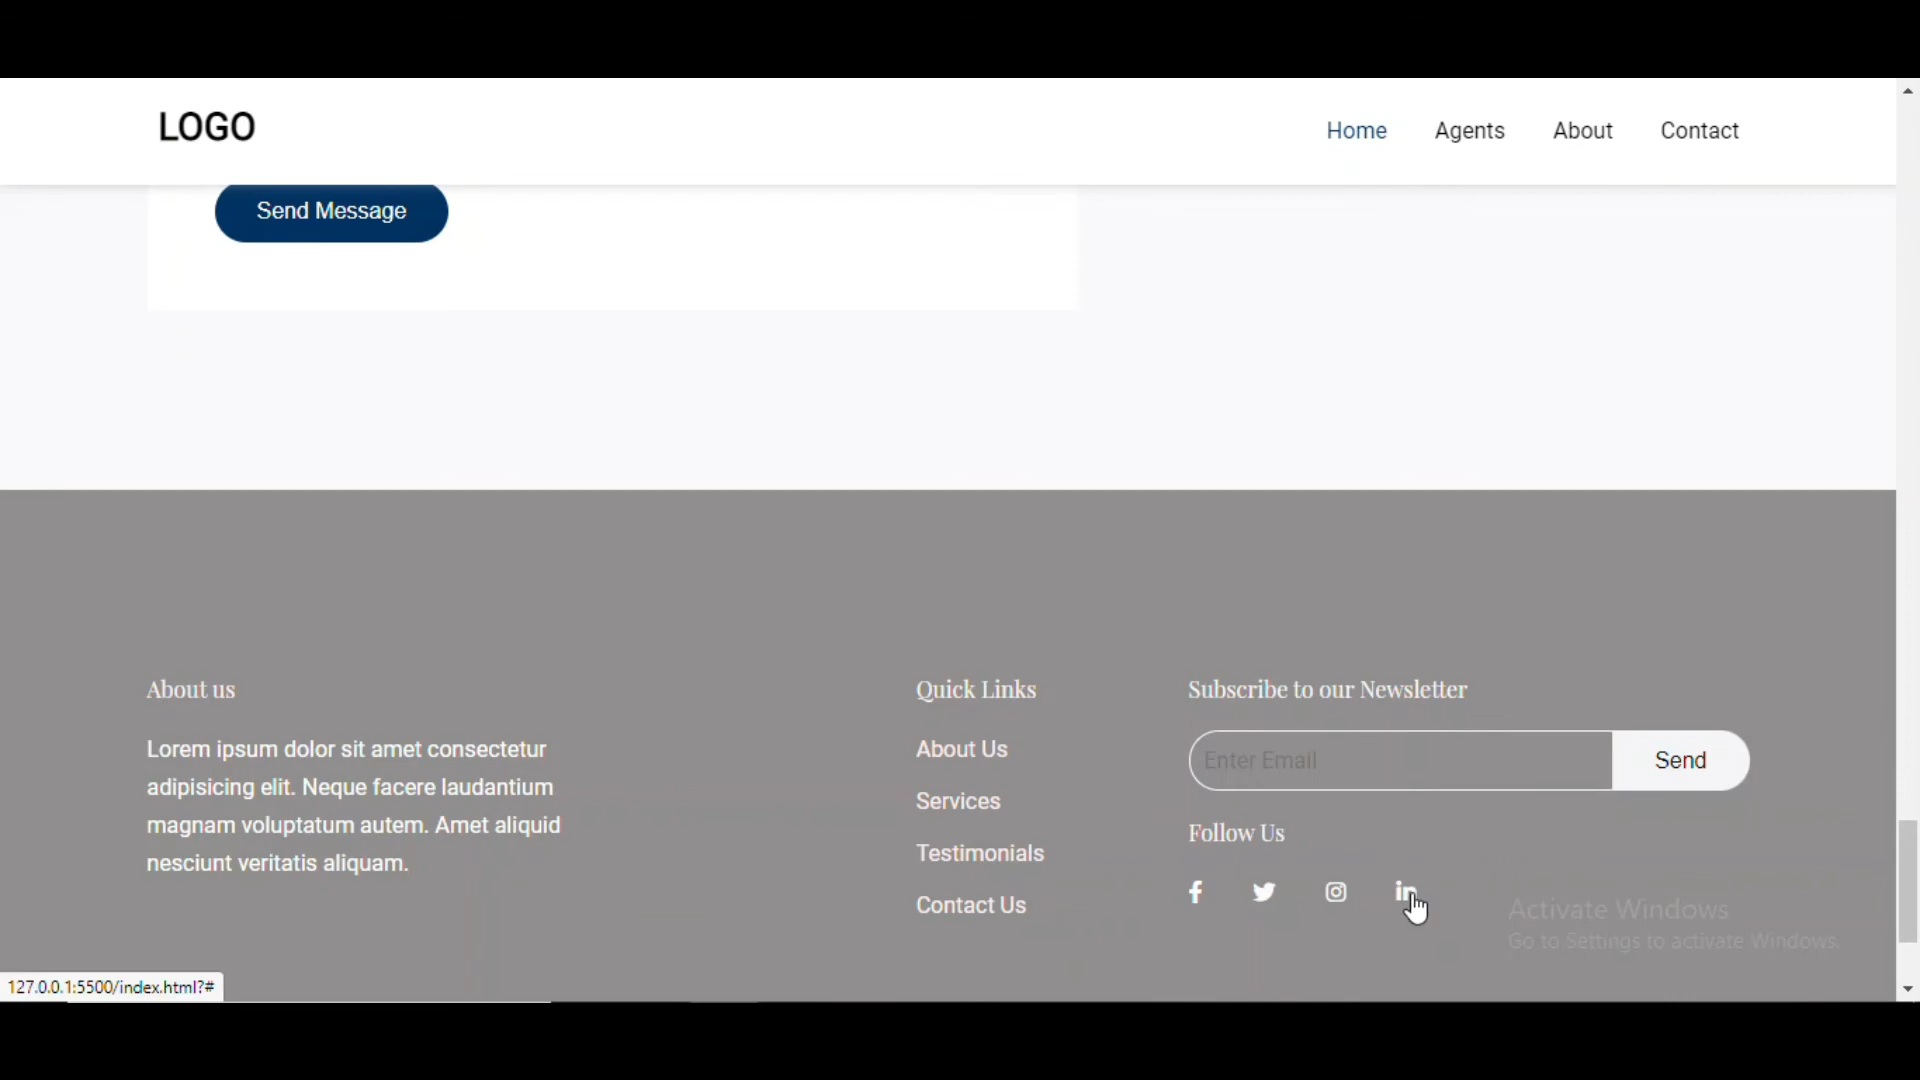 LOGO
Home Agents About Contact
Send Message
About us
Lorem ipsum dolor sit amet consectetur
adipisicing elit. Neque facere laudantium
magnam voluptatum autem. Amet aliquid
nesciunt veritatis aliquam.
Quick Links
About Us
Services
Testimonials
Contact Us
Subscribe to our Newsletter
Enter Email Send
Follow Us
Activate Windows
Go to Settings to activate Windows.
127.0.0.1:5500/index.html?#